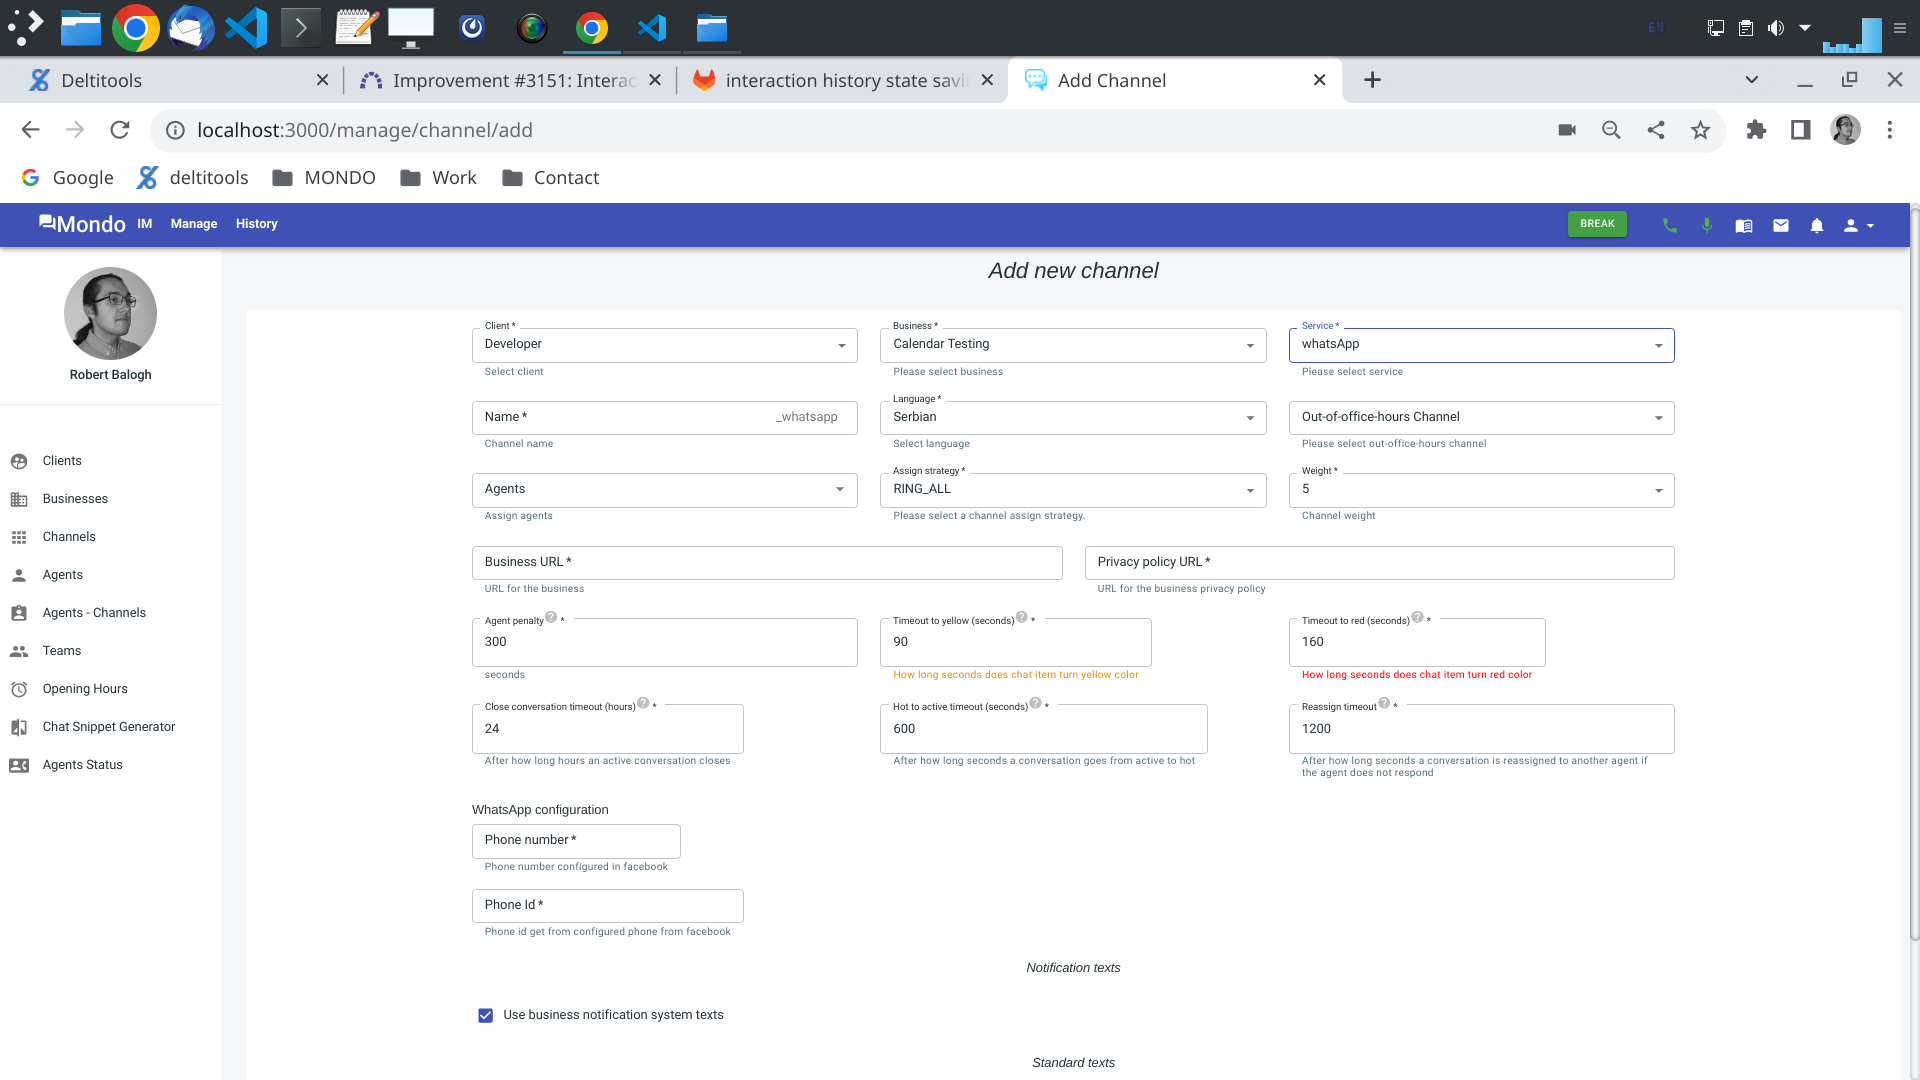 EN
Deltitools
Improvement #3151: Interac
interaction history state savi
Add Channel
localhost:3000/manage/channel/add
Google
deltitools
MONDO
Work
Contact
Mondo
IM
Manage
History
BREAK
Robert Balogh
Clients
Businesses
Channels
Agents
Agents - Channels
Teams
Opening Hours
Chat Snippet Generator
Agents Status
Add new channel
Client *
Developer
Select client
Business *
Calendar Testing
Please select business
Service *
whatsApp
Please select service
Name *
_whatsapp
Channel name
Language *
Serbian
Select language
Out-of-office-hours Channel
Please select out-office-hours channel
Agents
Assign agents
Assign strategy *
RING_ALL
Please select a channel assign strategy.
Weight *
5
Channel weight
Business URL *
URL for the business
Privacy policy URL *
URL for the business privacy policy
Agent penalty ? *
300
seconds
Timeout to yellow (seconds) ? *
90
How long seconds does chat item turn yellow color
Timeout to red (seconds) ? *
160
How long seconds does chat item turn red color
Close conversation timeout (hours) ? *
24
After how long hours an active conversation closes
Hot to active timeout (seconds) ? *
600
After how long seconds a conversation goes from active to hot
Reassign timeout ? *
1200
After how long seconds a conversation is reassigned to another agent if
the agent does not respond
WhatsApp configuration
Phone number *
Phone number configured in facebook
Phone Id *
Phone id get from configured phone from facebook
Notification texts
Use business notification system texts
Standard texts